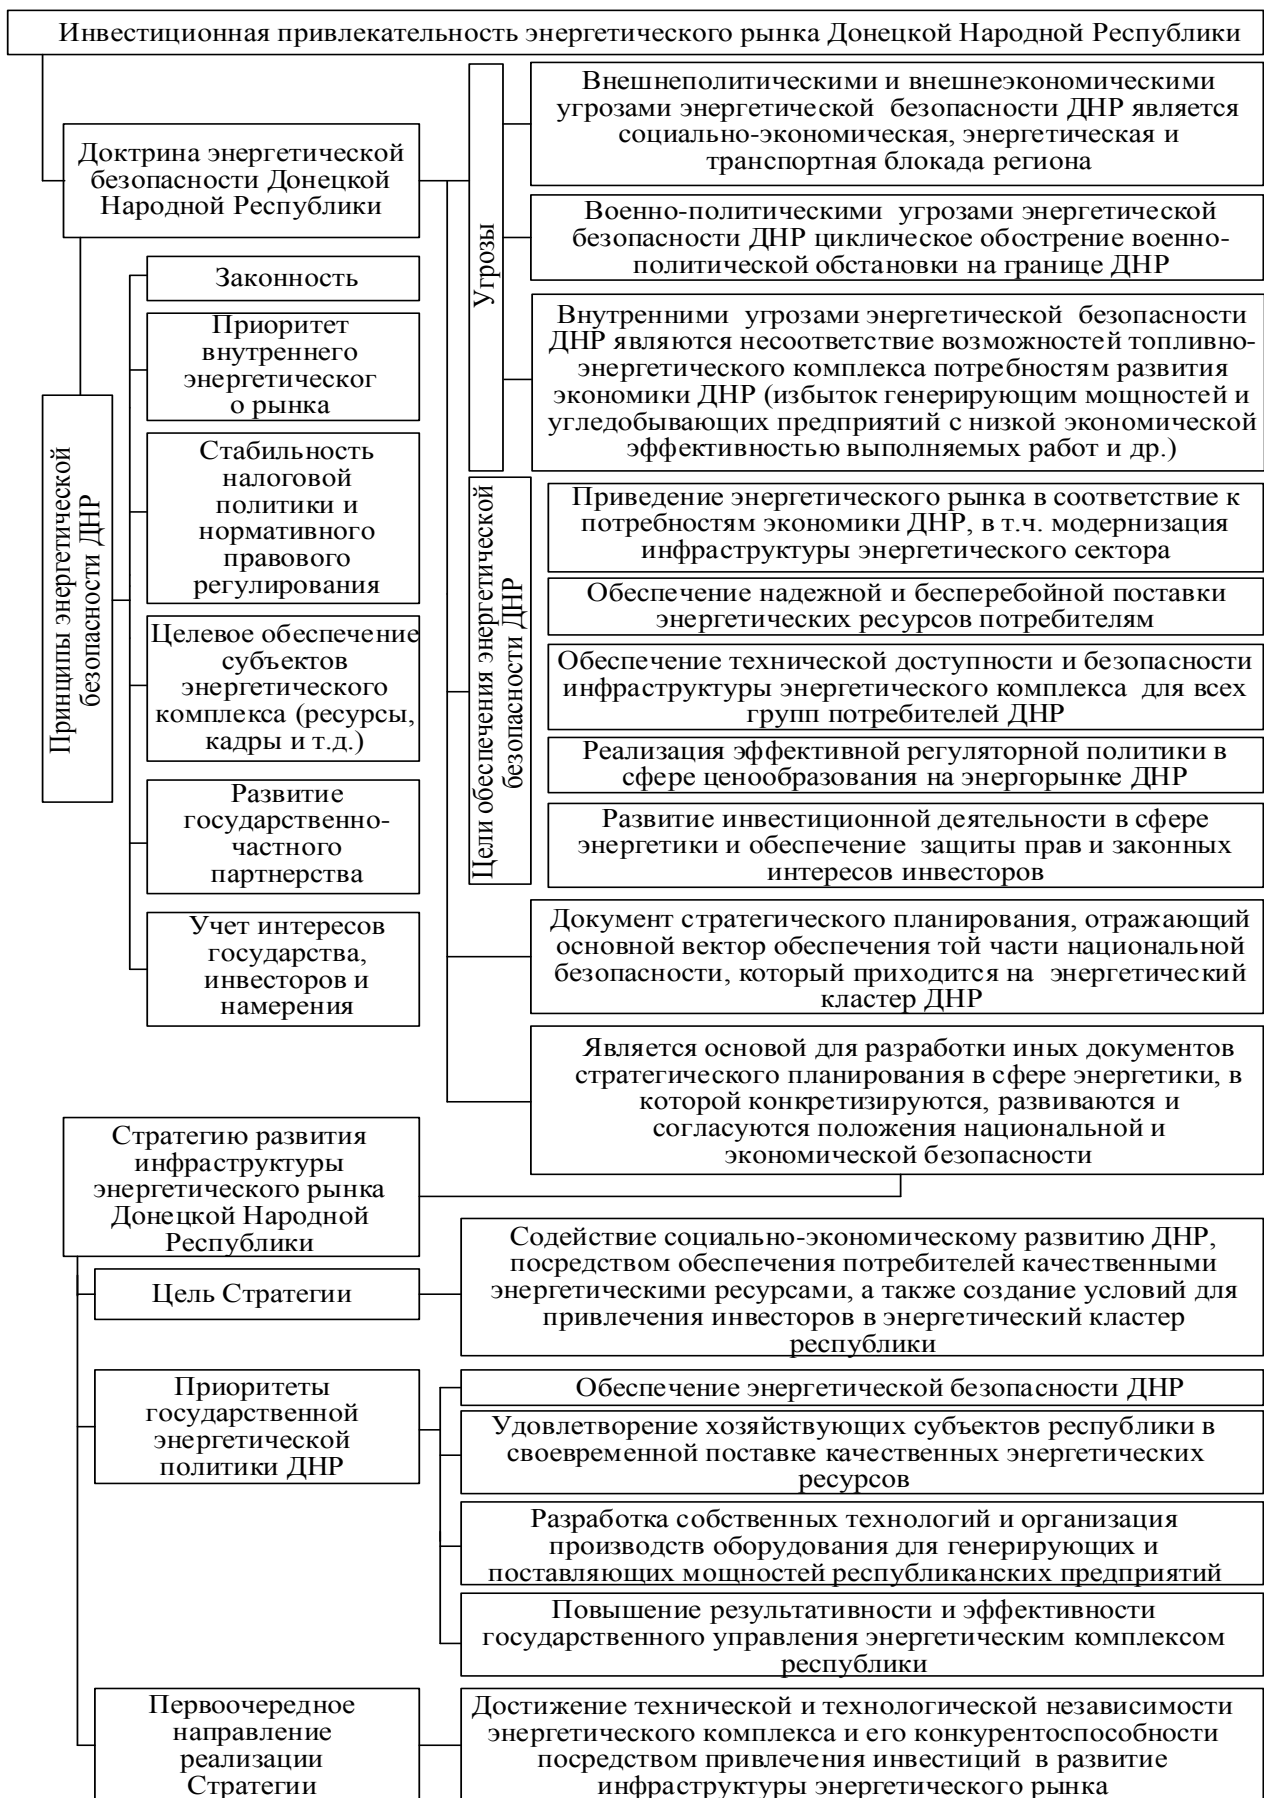 Инвестиционная привлекательность энергетического рынка Донецкой Народной Республики
Доктрина энергетической
безопасности Донецкой
Народной Республики
Угрозы
Внешнеполитическими и внешнеэкономическими
угрозами энергетической безопасности ДНР является
социально-экономическая, энергетическая и
транспортная блокада региона
Военно-политическими угрозами энергетической
безопасности ДНР циклическое обострение военно-
политической обстановки на границе ДНР
Внутренними угрозами энергетической безопасности
ДНР являются несоответствие возможностей топливно-
энергетического комплекса потребностям развития
экономики ДНР (избыток генерирующим мощностей и
угледобывающих предприятий с низкой экономической
эффективностью выполняемых работ и др.)
Принципы энергетической
безопасности ДНР
Законность
Приоритет
внутреннего
энергетическог
о рынка
Стабильность
налоговой
политики и
нормативного
правового
регулирования
Целевое обеспечение
субъектов
энергетического
комплекса (ресурсы,
кадры и т.д.)
Развитие
государственно-
частного
партнерства
Учет интересов
государства,
инвесторов и
намерения
Цели обеспечения энергетической
безопасности ДНР
Приведение энергетического рынка в соответствие к
потребностям экономики ДНР, в т.ч. модернизация
инфраструктуры энергетического сектора
Обеспечение надежной и бесперебойной поставки
энергетических ресурсов потребителям
Обеспечение технической доступности и безопасности
инфраструктуры энергетического комплекса для всех
групп потребителей ДНР
Реализация эффективной регуляторной политики в
сфере ценообразования на энергорынке ДНР
Развитие инвестиционной деятельности в сфере
энергетики и обеспечение защиты прав и законных
интересов инвесторов
Документ стратегического планирования, отражающий
основной вектор обеспечения той части национальной
безопасности, который приходится на энергетический
кластер ДНР
Является основой для разработки иных документов
стратегического планирования в сфере энергетики, в
которой конкретизируются, развиваются и
согласуются положения национальной и
экономической безопасности
Стратегию развития
инфраструктуры
энергетического рынка
Донецкой Народной
Республики
Цель Стратегии
Содействие социально-экономическому развитию ДНР,
посредством обеспечения потребителей качественными
энергетическими ресурсами, а также создание условий для
привлечения инвесторов в энергетический кластер
республики
Приоритеты
государственной
энергетической
политики ДНР
Обеспечение энергетической безопасности ДНР
Удовлетворение хозяйствующих субъектов республики в
своевременной поставке качественных энергетических
ресурсов
Разработка собственных технологий и организация
производств оборудования для генерирующих и
поставляющих мощностей республиканских предприятий
Повышение результативности и эффективности
государственного управления энергетическим комплексом
республики
Первоочередное
направление
реализации
Стратегии
Достижение технической и технологической независимости
энергетического комплекса и его конкурентоспособности
посредством привлечения инвестиций в развитие
инфраструктуры энергетического рынка